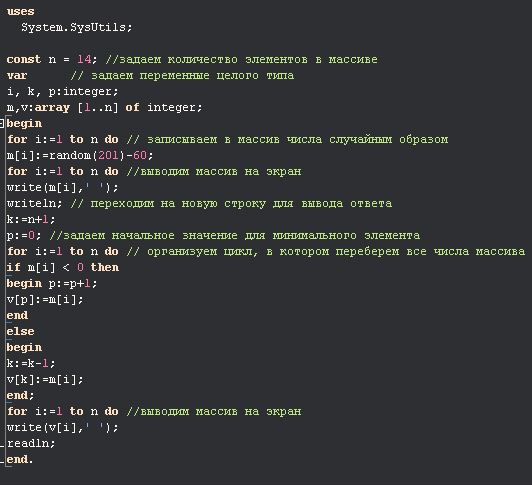 uses
System.SysUtils;
const n = 14; //задаем количество элементов в массиве
var // задаем переменные целого типа
i, k, p:integer;
m,v:array [1..n] of integer;
begin
for i:=1 to n do // записываем в массив числа случайным образом
m[i]:=random(201)-60;
for i:=1 to n do //выводим массив на экран
write(m[i],' ');
writeln; // переходим на новую строку для вывода ответа
k:=n+1;
p:=0; //задаем начальное значение для минимального элемента
for i:=1 to n do // организуем цикл, в котором переберем все числа массива
if m[i] < 0 then
begin p:=p+1;
v[p]:=m[i];
end
else
begin
k:=k-1;
v[k]:=m[i];
end;
for i:=1 to n do //выводим массив на экран
write(v[i],' ');
readln;
end.